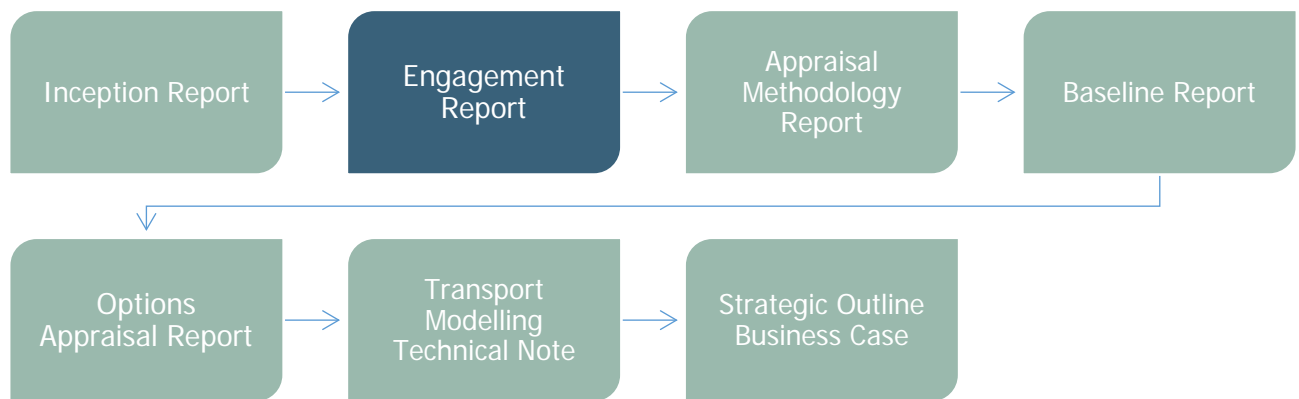 Inception Report
Engagement
Report
Appraisal
Methodology
Report
Baseline Report
Options
Appraisal Report
Transport
Modelling
Technical Note
Strategic Outline
Business Case